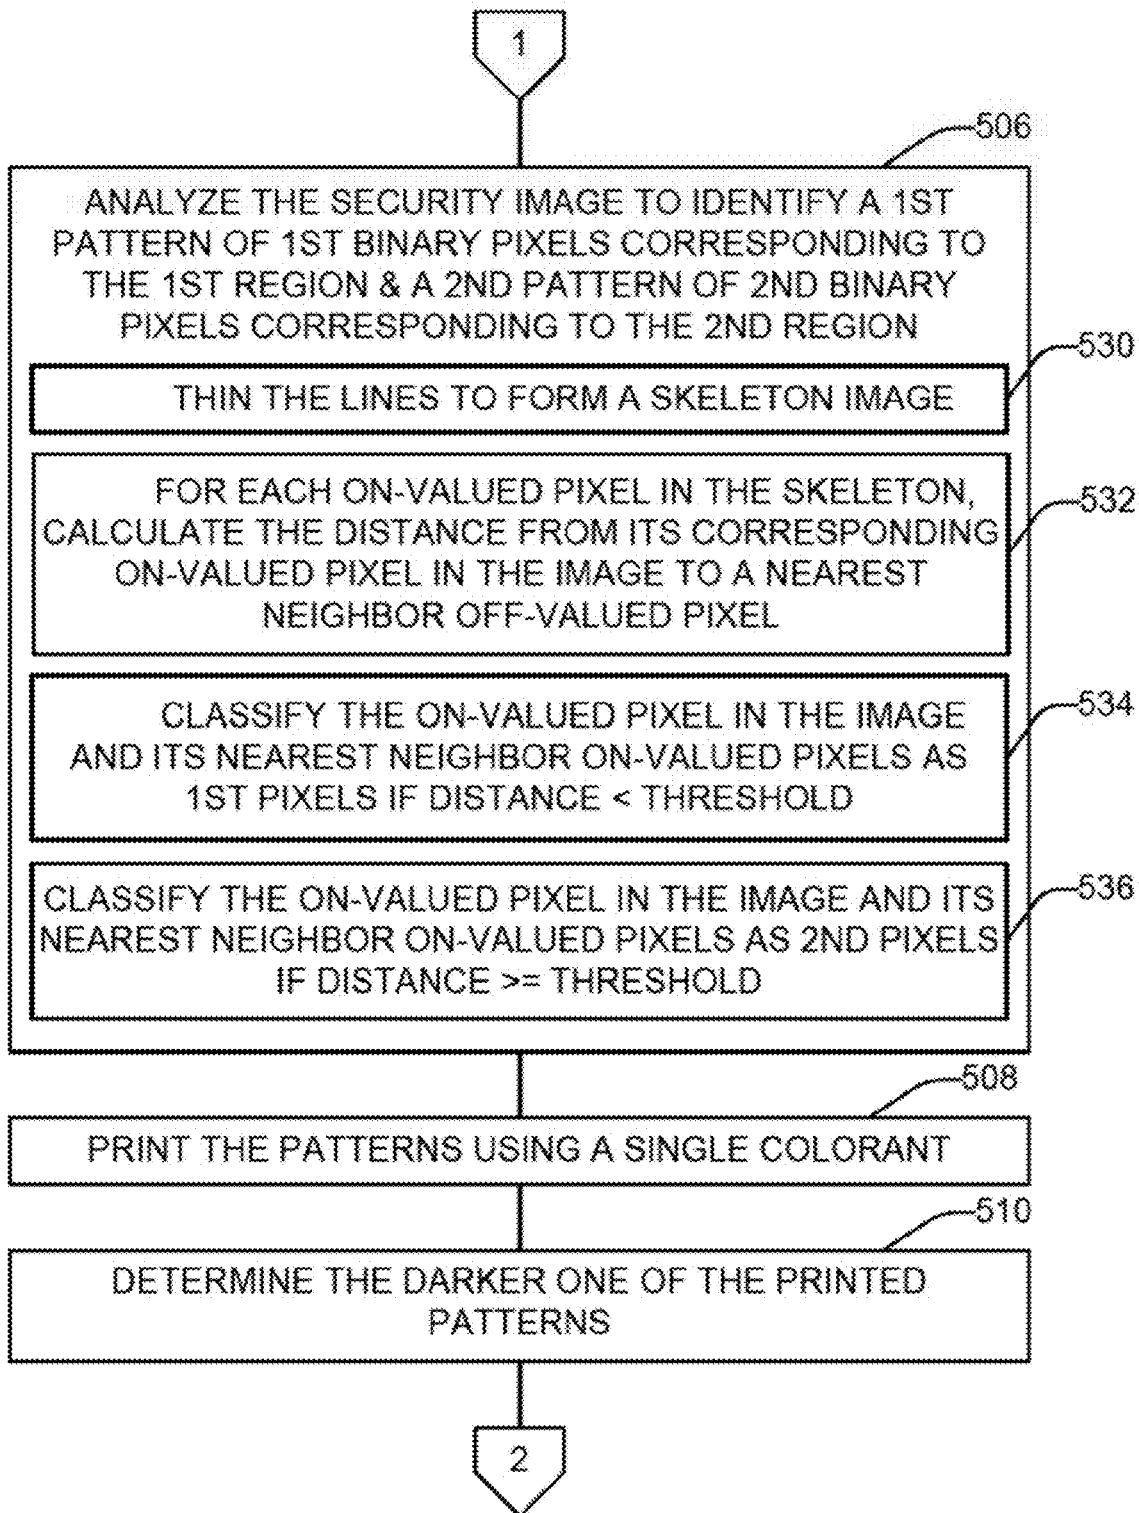 1
506
ANALYZE THE SECURITY IMAGE TO IDENTIFY A 1ST
PATTERN OF 1ST BINARY PIXELS CORRESPONDING TO
THE 1ST REGION & A 2ND PATTERN OF 2ND BINARY
PIXELS CORRESPONDING TO THE 2ND REGION
530
THIN THE LINES TO FORM A SKELETON IMAGE
FOR EACH ON-VALUED PIXEL IN THE SKELETON,
532
CALCULATE THE DISTANCE FROM ITS CORRESPONDING
ON-VALUED PIXEL IN THE IMAGE TO A NEAREST
NEIGHBOR OFF-VALUED PIXEL
534
CLASSIFY THE ON-VALUED PIXEL IN THE IMAGE
AND ITS NEAREST NEIGHBOR ON-VALUED PIXELS AS
1ST PIXELS IF DISTANCE < THRESHOLD
536
CLASSIFY THE ON-VALUED PIXEL IN THE IMAGE AND ITS
NEAREST NEIGHBOR ON-VALUED PIXELS AS 2ND PIXELS
IF DISTANCE >= THRESHOLD
508
PRINT THE PATTERNS USING A SINGLE COLORANT
510
DETERMINE THE DARKER ONE OF THE PRINTED
PATTERNS
2